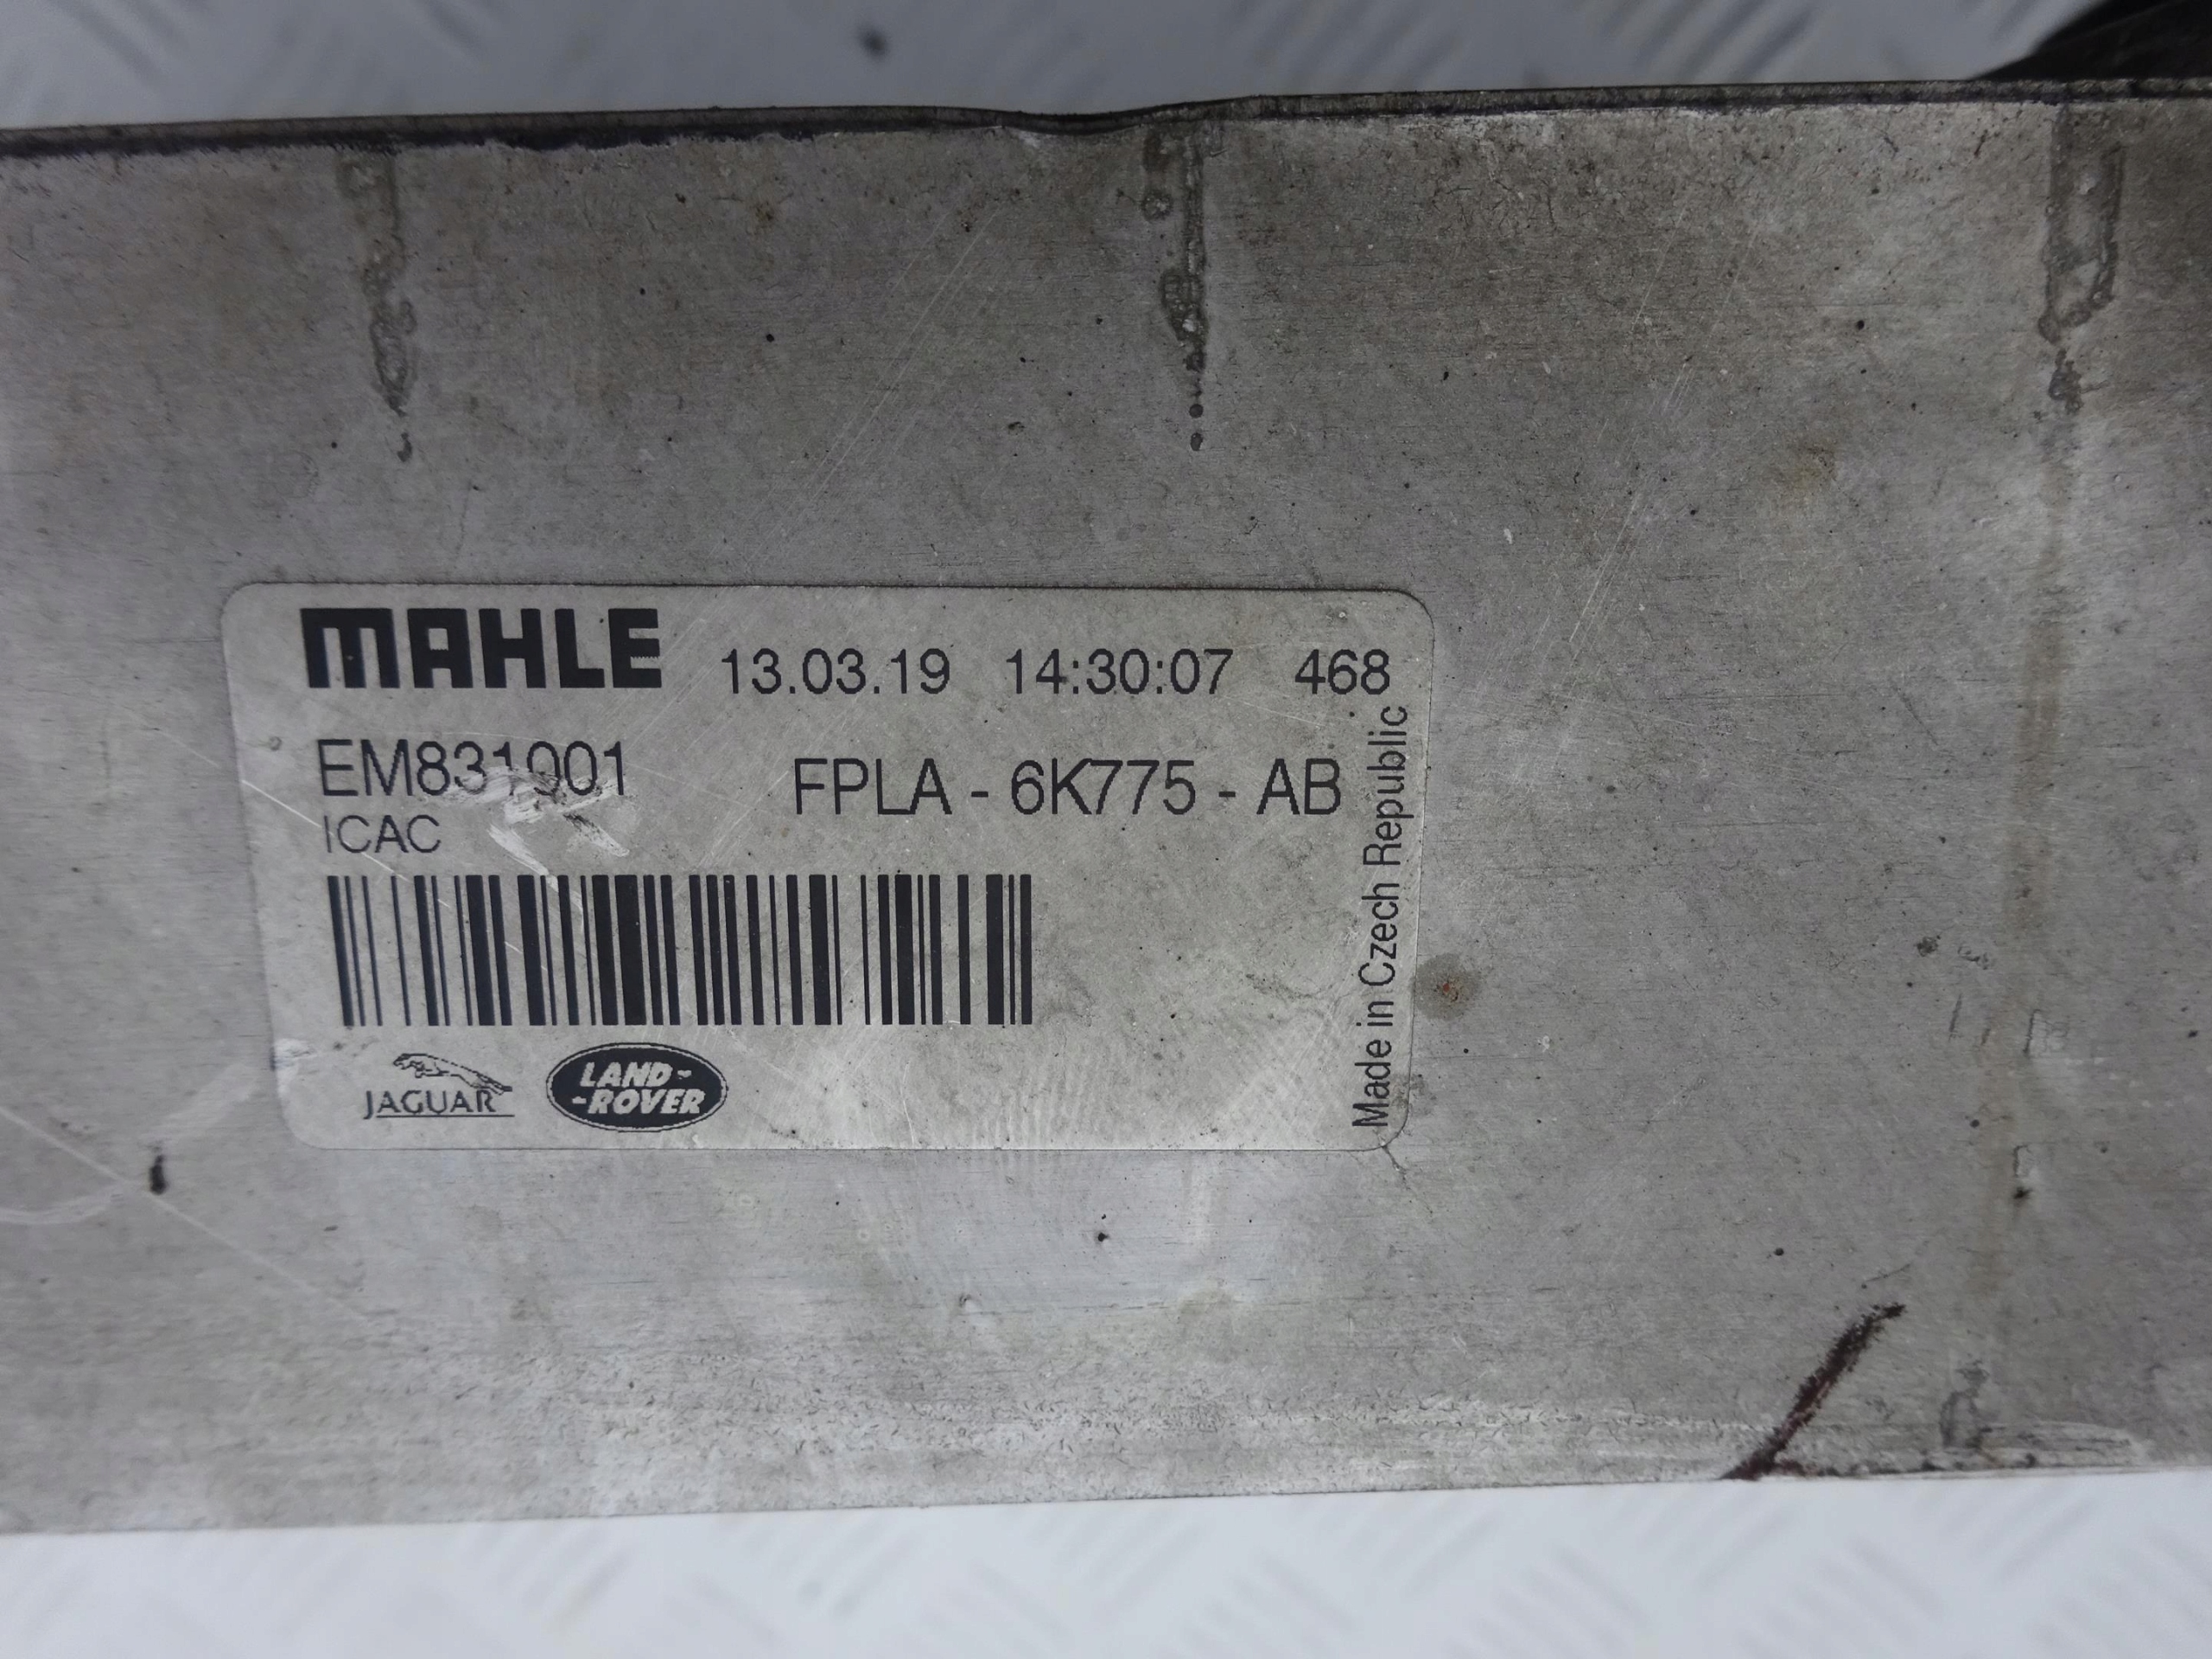 MAHLE 13.03.19 14:30:07 468
EM831001 FPLA - 6K775 - AB
ICAC
Made in Czech Republic
JAGUAR LAND-
-ROVER